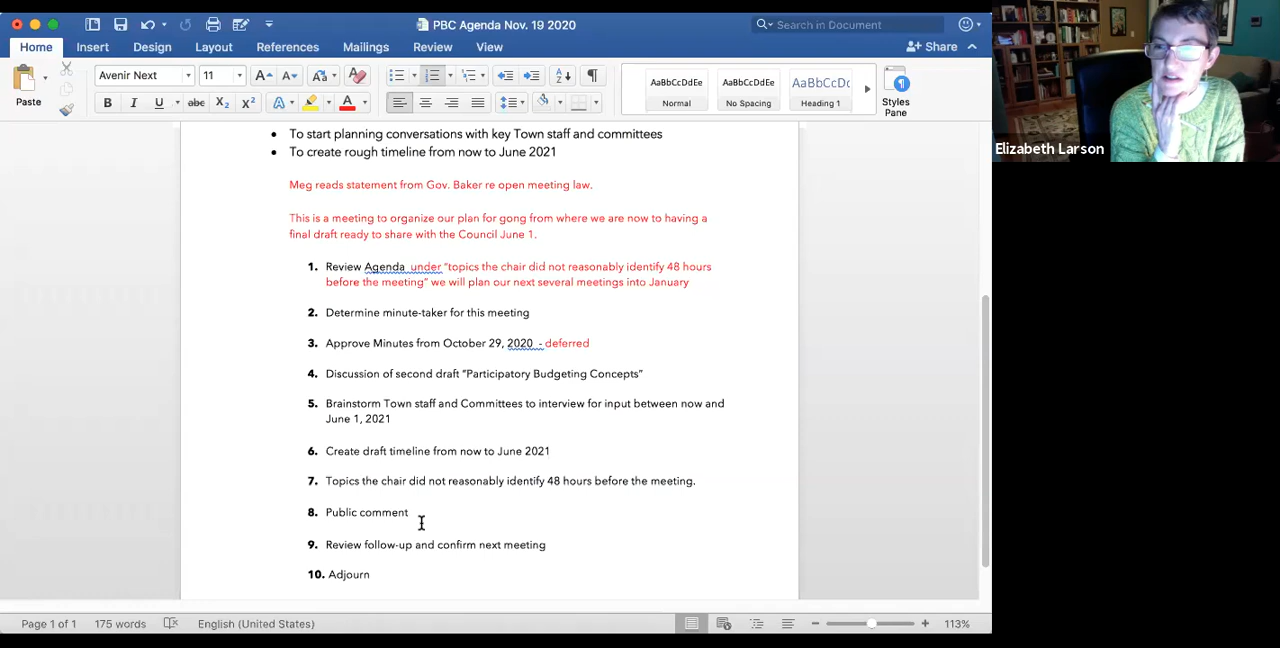 PBC Agenda Nov. 19 2020
Search in Document
Home Insert Design Layout References Mailings Review View
Share
Paste
Avenir Next 11
AaBbCcDdEe AaBbCcDdEe AaBbCcDc
Normal No Spacing Heading 1
Styles
Pane
Elizabeth Larson
• To start planning conversations with key Town staff and committees
• To create rough timeline from now to June 2021
Meg reads statement from Gov. Baker re open meeting law.
This is a meeting to organize our plan for gong from where we are now to having a
final draft ready to share with the Council June 1.
1. Review Agenda under "topics the chair did not reasonably identify 48 hours
before the meeting" we will plan our next several meetings into January
2. Determine minute-taker for this meeting
3. Approve Minutes from October 29, 2020 - deferred
4. Discussion of second draft "Participatory Budgeting Concepts"
5. Brainstorm Town staff and Committees to interview for input between now and
June 1, 2021
6. Create draft timeline from now to June 2021
7. Topics the chair did not reasonably identify 48 hours before the meeting.
8. Public comment
9. Review follow-up and confirm next meeting
10. Adjourn
Page 1 of 1 175 words English (United States) 113%